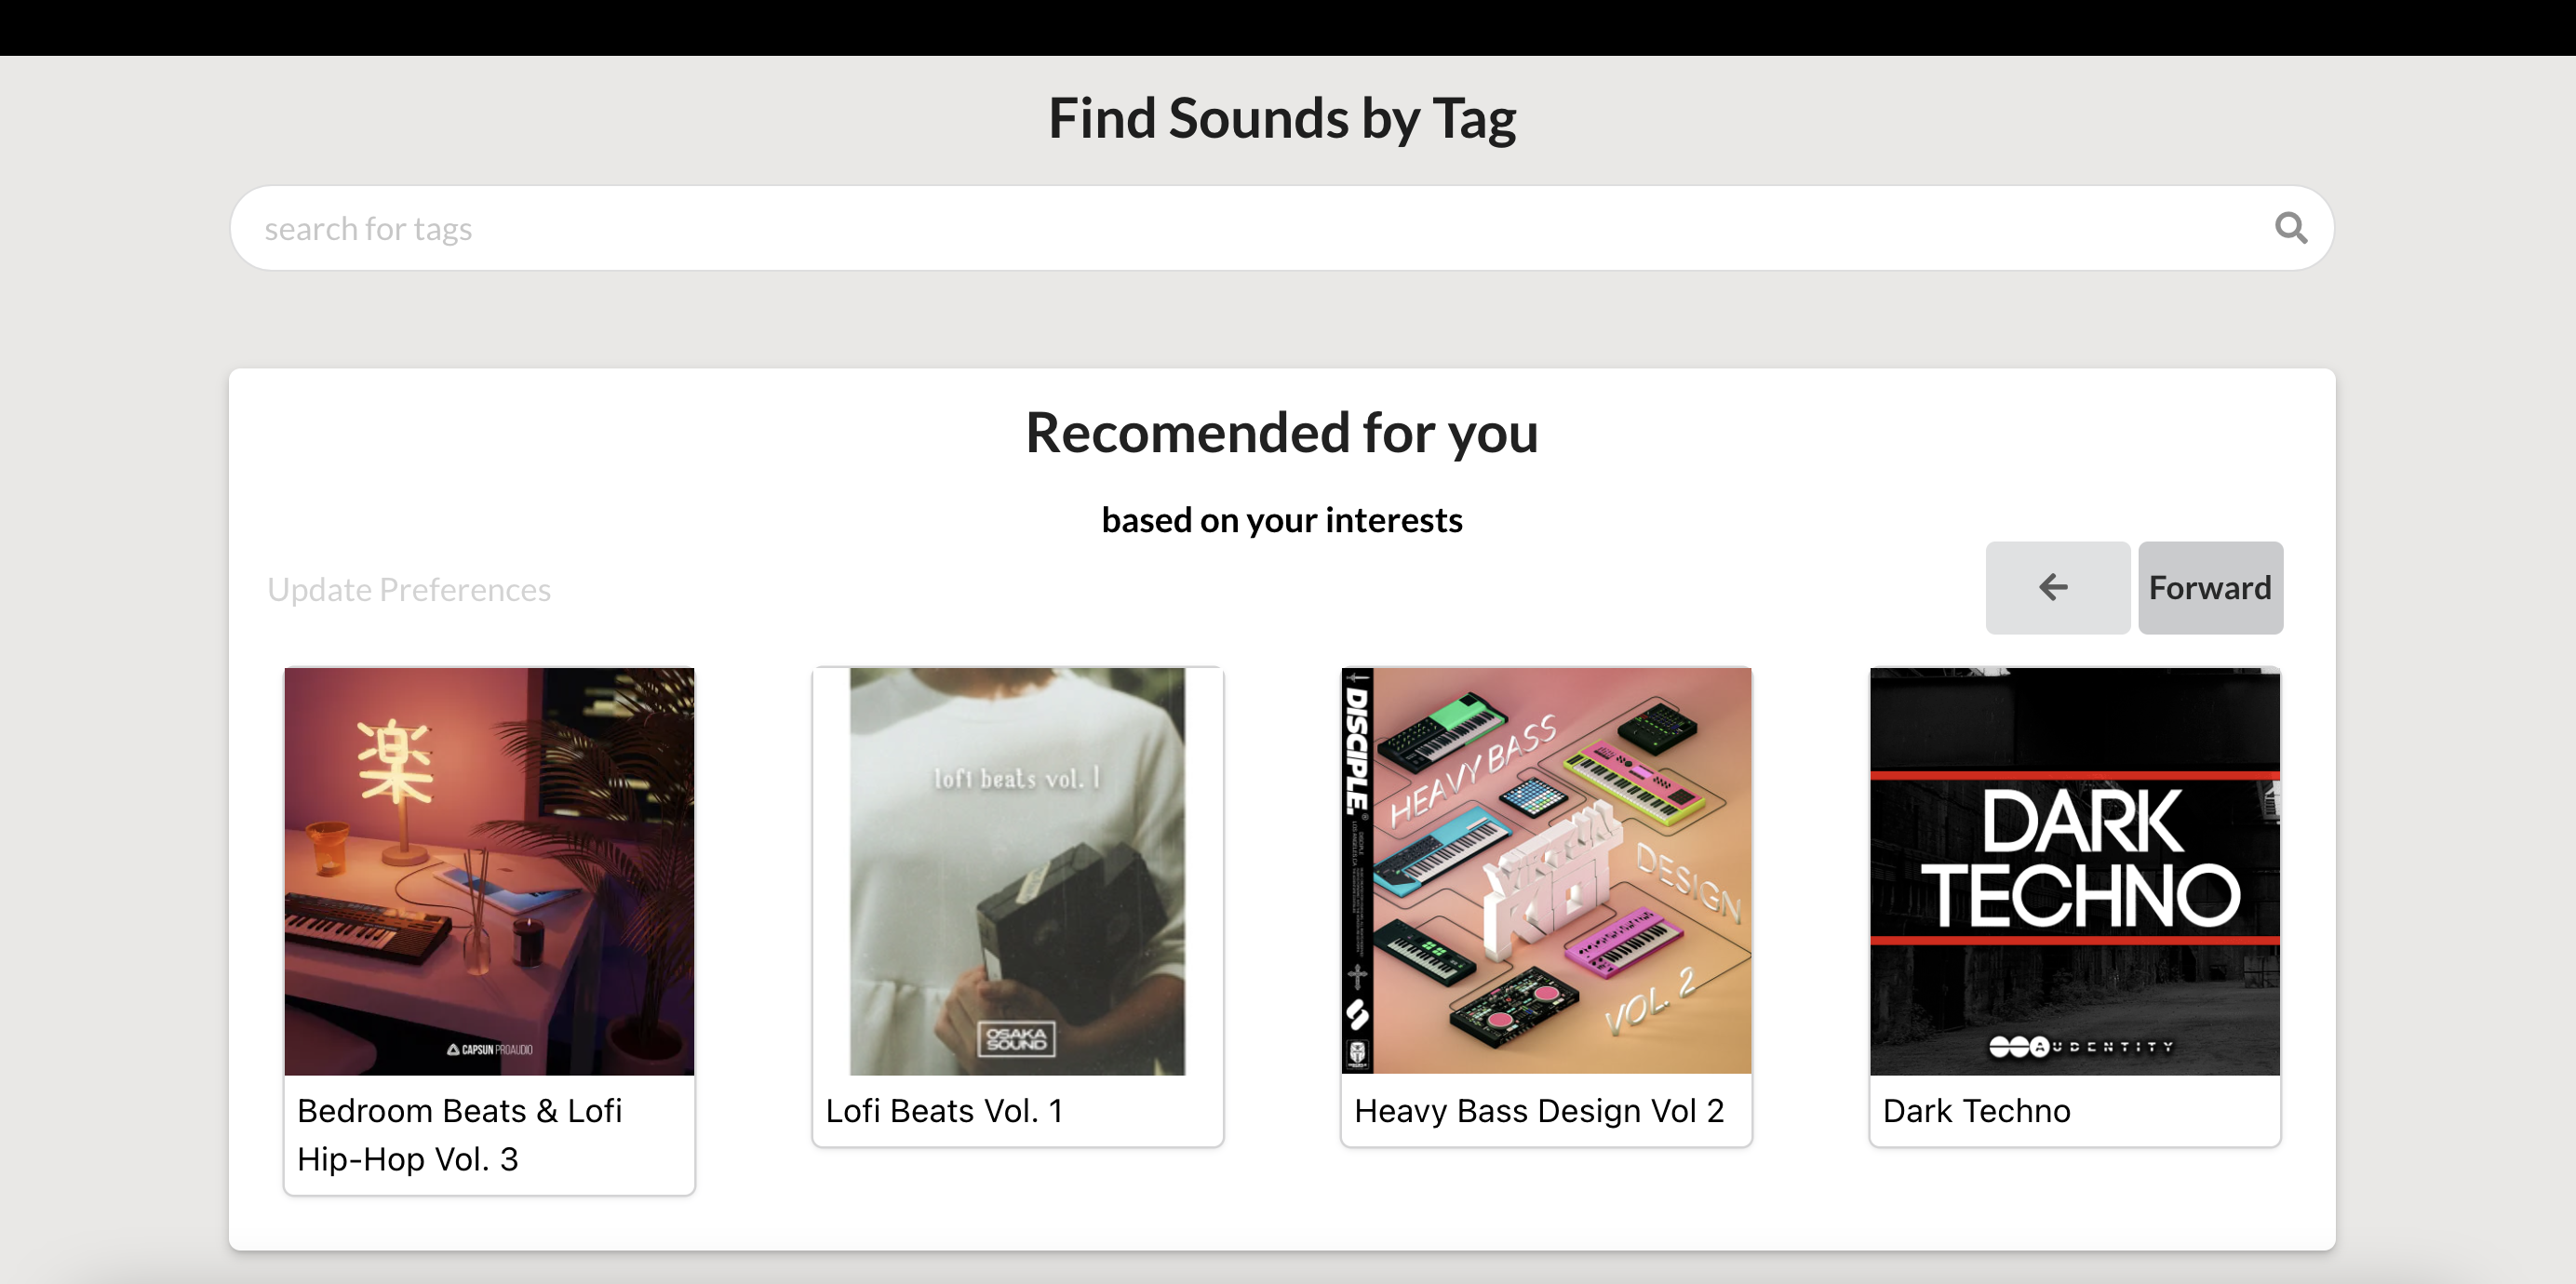 Find Sounds by Tag
search for tags
Recomended for you
based on your interests
Update Preferences
Forward
楽
CAPSUN PROAUDIO
Bedroom Beats & Lofi
Hip-Hop Vol. 3
lofi beats vol. 1
OSAKA
SOUND
Lofi Beats Vol. 1
DISCIPLE.
HEAVY BASS
VIRTUAL
RIOT
DESIGN
VOL. 2
Heavy Bass Design Vol 2
DARK
TECHNO
AUDENTITY
Dark Techno